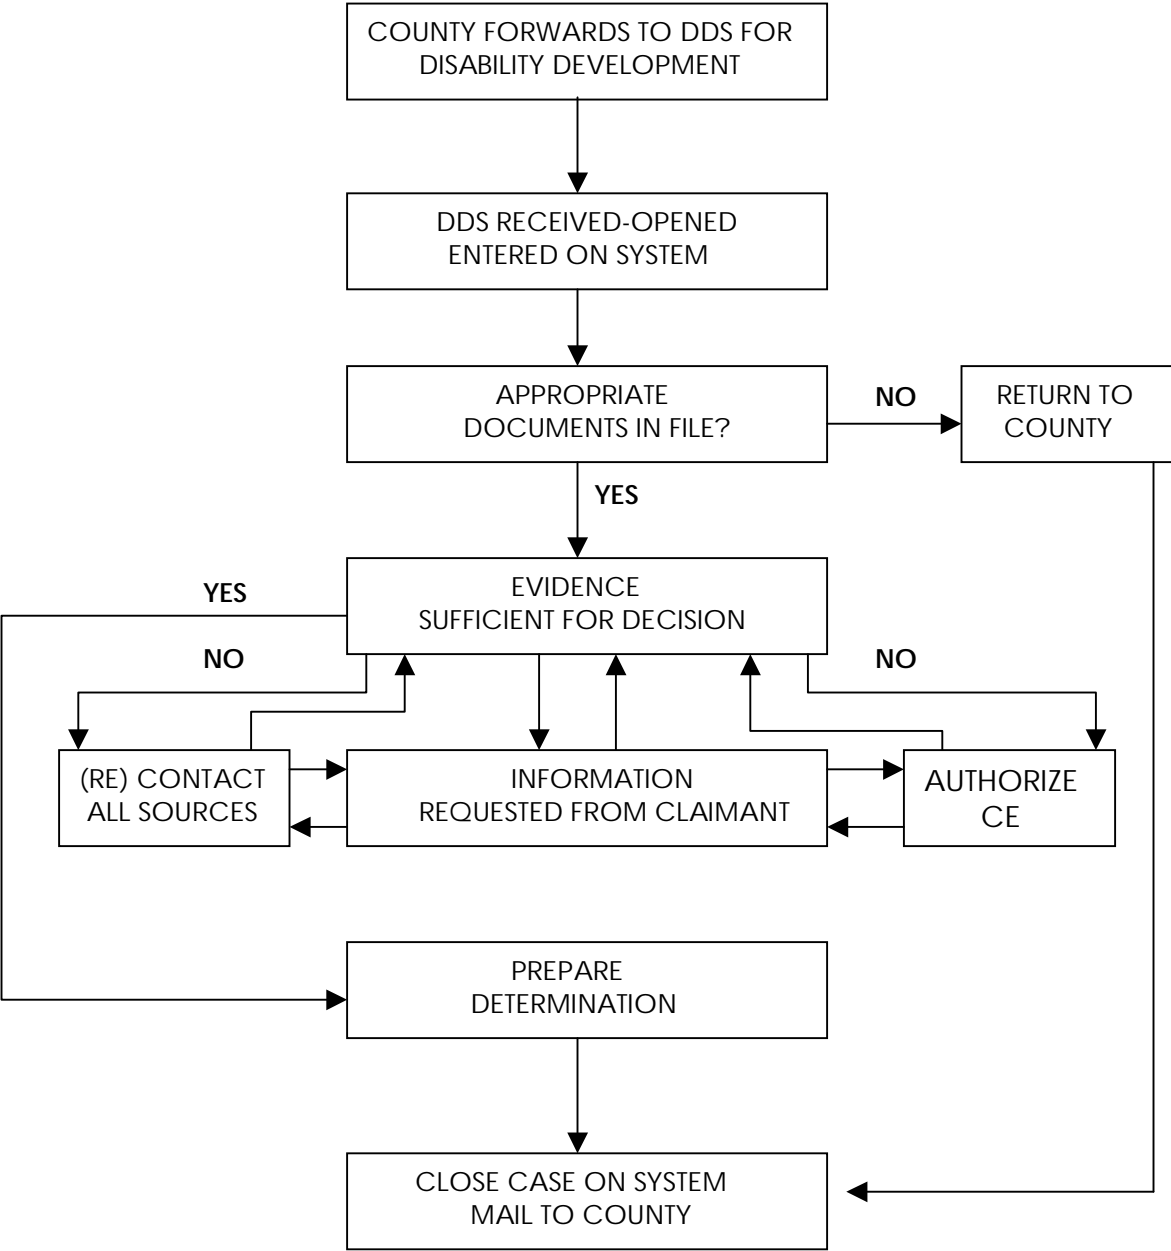 COUNTY FORWARDS TO DDS FOR
DISABILITY DEVELOPMENT
DDS RECEIVED-OPENED
ENTERED ON SYSTEM
APPROPRIATE
DOCUMENTS IN FILE?
NO
RETURN TO
COUNTY
YES
EVIDENCE
SUFFICIENT FOR DECISION
YES
NO
NO
(RE) CONTACT
ALL SOURCES
INFORMATION
REQUESTED FROM CLAIMANT
AUTHORIZE
CE
PREPARE
DETERMINATION
CLOSE CASE ON SYSTEM
MAIL TO COUNTY